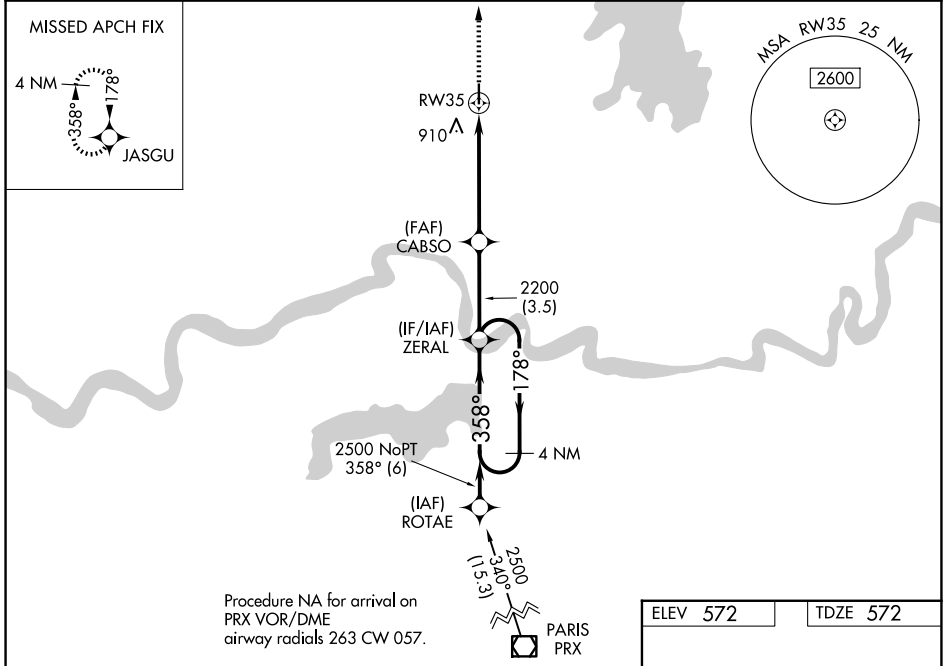 MISSED APCH FIX
4 NM
358°
178°
JASGU
MSA RW35 25 NM
2600
RW35
910
(FAF)
CABSO
2200
(3.5)
(IF/IAF)
ZERAL
358°
178°
4 NM
2500 NoPT
358° (6)
(IAF)
ROTAE
2500
340°
(15.3)
PARIS
PRX
Procedure NA for arrival on
PRX VOR/DME
airway radials 263 CW 057.
ELEV 572
TDZE 572